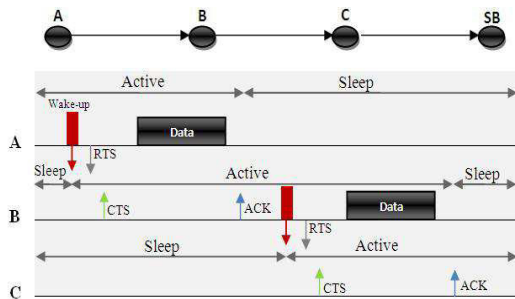 A B C SB
Active Sleep
Wake-up
Data
A
RTS
Sleep Active Sleep
Data
B
CTS ACK RTS
Sleep Active
C
CTS ACK